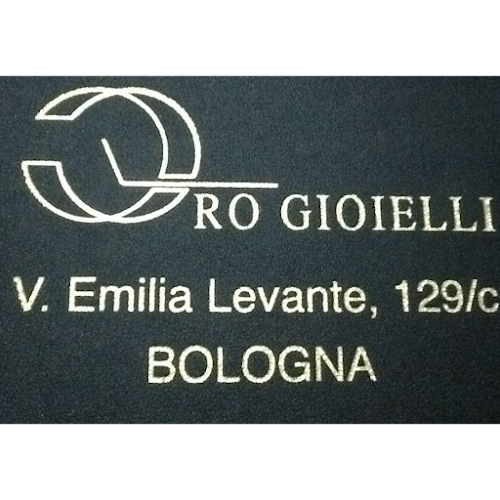 ORO GIOIELLI
V. Emilia Levante, 129/c
BOLOGNA